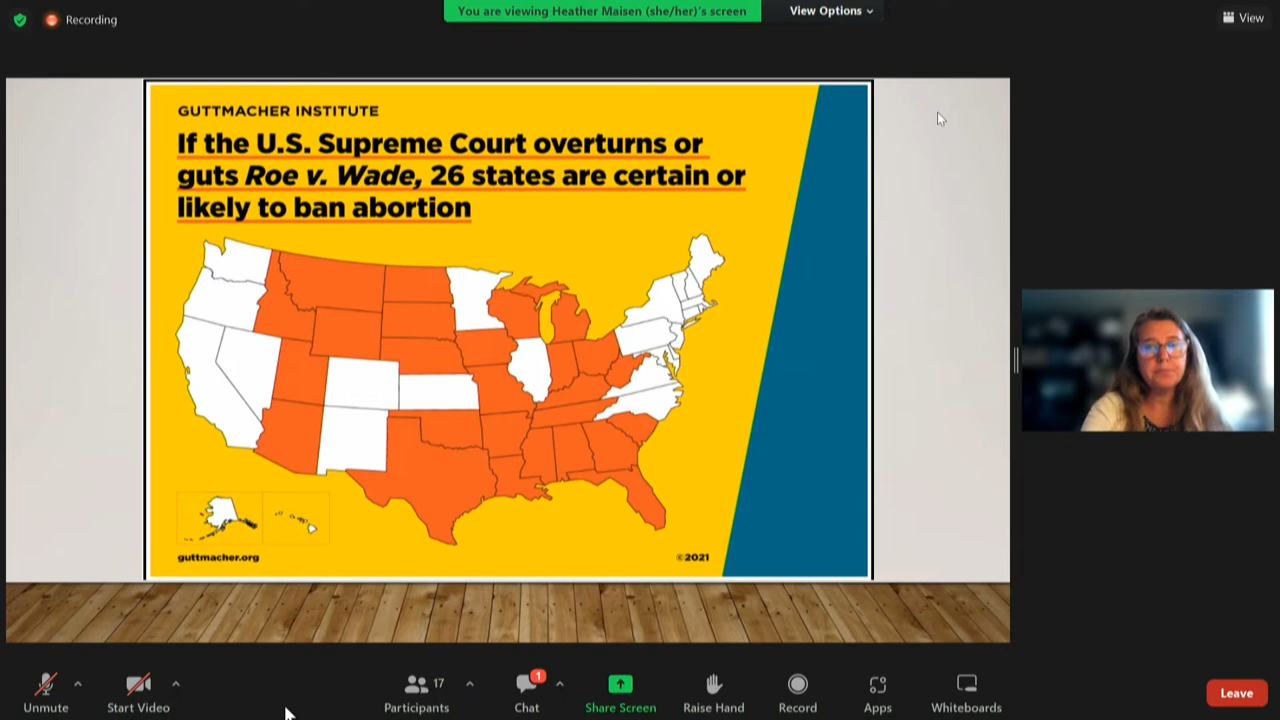 You are viewing Heather Maisen (she/her)'s screen
View Options
Recording
View
GUTTMACHER INSTITUTE
If the U.S. Supreme Court overturns or
guts Roe v. Wade, 26 states are certain or
likely to ban abortion
guttmacher.org
©2021
Unmute
Start Video
17
Participants
1
Chat
Share Screen
Raise Hand
Record
Apps
Whiteboards
Leave